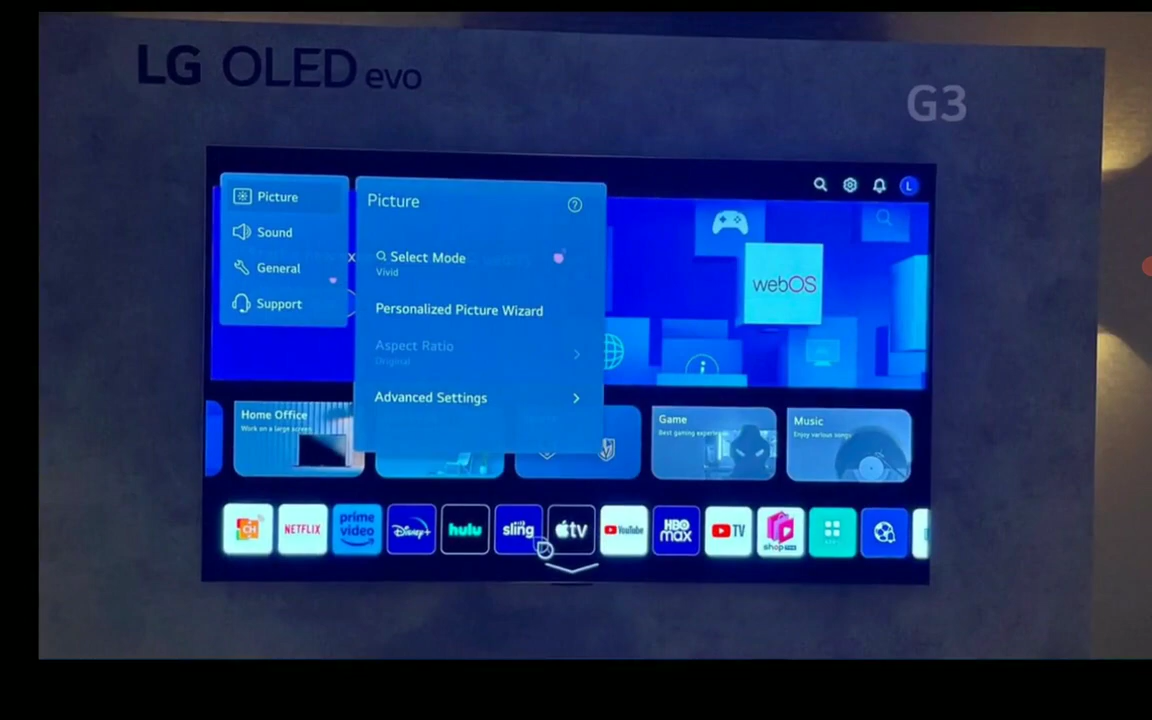 LG OLED evo
G3
Picture
Sound
General
Support
Picture
?
Select Mode
Vivid
Personalized Picture Wizard
Aspect Ratio
Original
Advanced Settings
L
webOS
i
Home Office
Work on a large screen
Game
Best gaming experience
Music
Enjoy various songs
CH
NETFLIX
prime video
Disney+
hulu
sling
tv
YouTube
HBO max
TV
shop
APPS